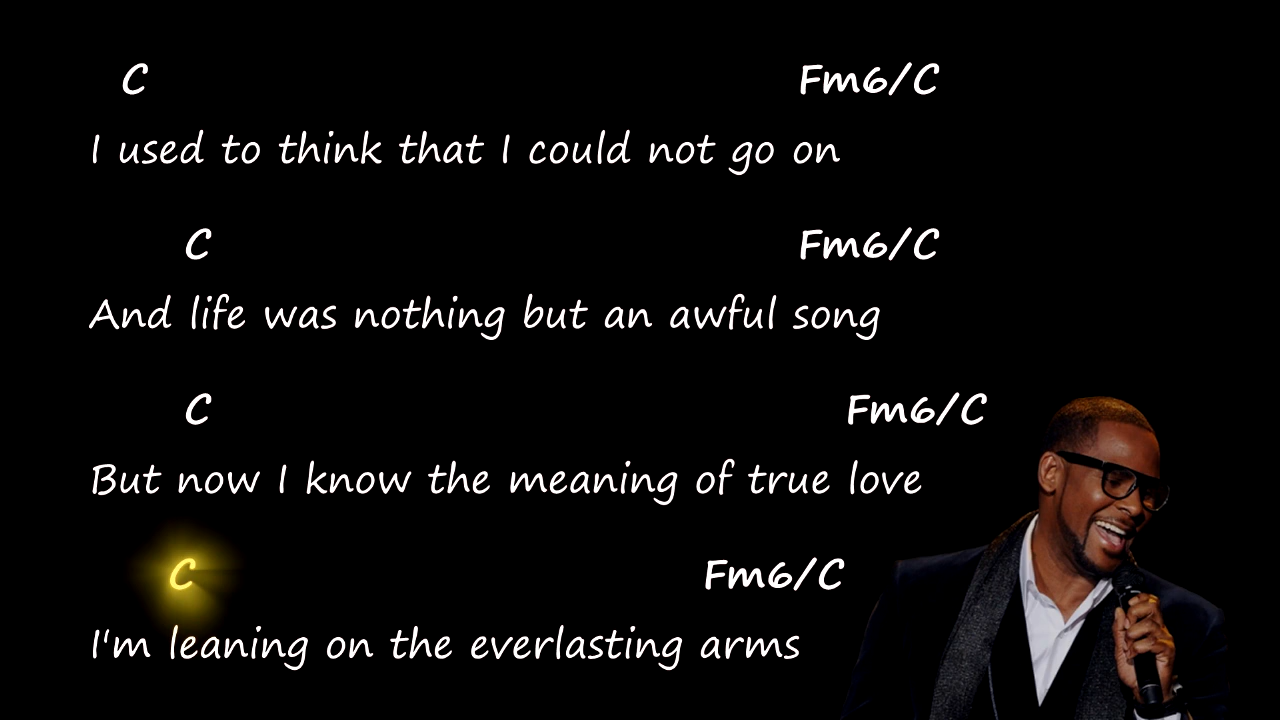 C Fm6/C
I used to think that I could not go on
C Fm6/C
And life was nothing but an awful song
C Fm6/C
But now I know the meaning of true love
C Fm6/C
I'm leaning on the everlasting arms